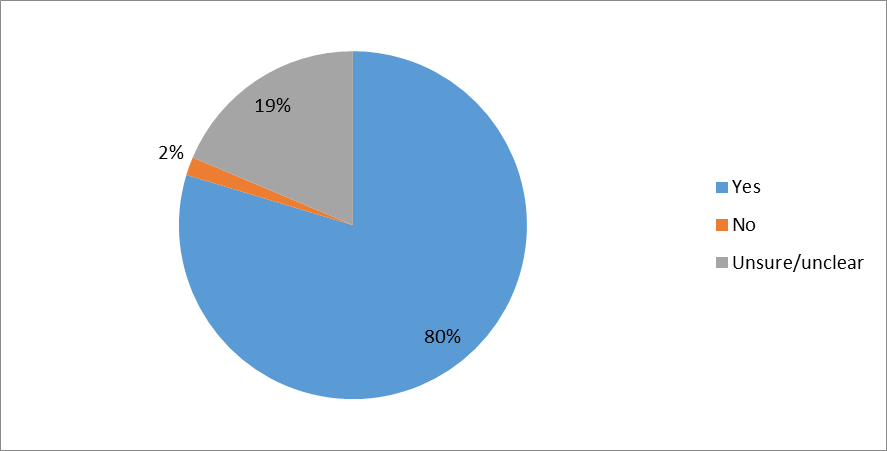 19%
2%
80%
Yes
No
Unsure/unclear